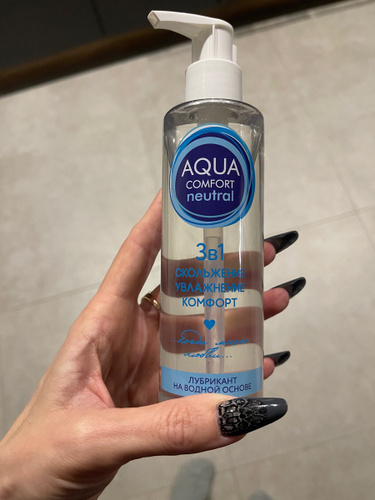 AQUA
COMFORT
neutral
3в1
СКОЛЬЖЕНИЕ
УВЛАЖНЕНИЕ
КОМФОРТ
ЛУБРИКАНТ
НА ВОДНОЙ ОСНОВЕ